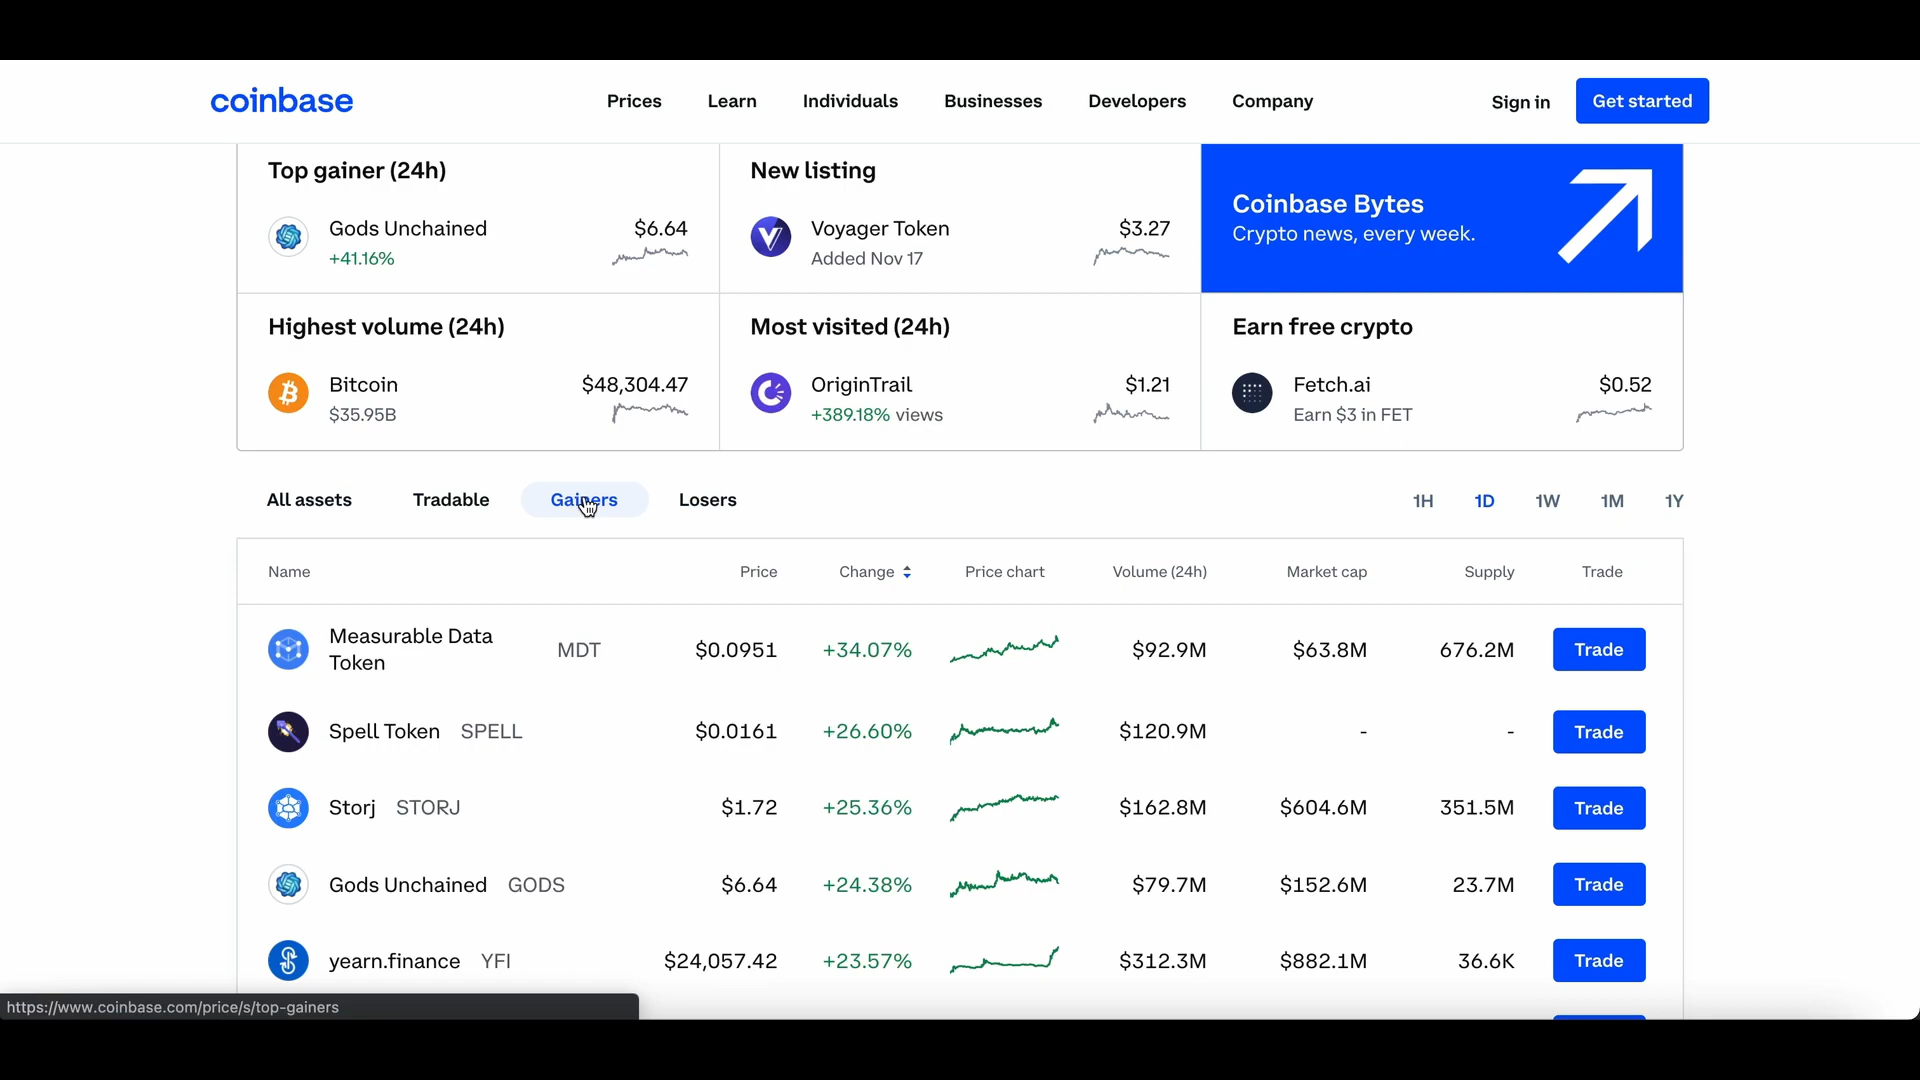 coinbase
Prices Learn Individuals Businesses Developers Company
Sign in Get started
Top gainer (24h)
Gods Unchained $6.64
+41.16%
New listing
Voyager Token $3.27
Added Nov 17
Coinbase Bytes
Crypto news, every week.
Highest volume (24h)
Bitcoin $48,304.47
$35.95B
Most visited (24h)
OriginTrail $1.21
+389.18% views
Earn free crypto
Fetch.ai $0.52
Earn $3 in FET
All assets Tradable Gainers Losers 1H 1D 1W 1M 1Y
Name Price Change Price chart Volume (24h) Market cap Supply Trade
Measurable Data
Token MDT $0.0951 +34.07% $92.9M $63.8M 676.2M Trade
Spell Token SPELL $0.0161 +26.60% $120.9M - - Trade
Storj STORJ $1.72 +25.36% $162.8M $604.6M 351.5M Trade
Gods Unchained GODS $6.64 +24.38% $79.7M $152.6M 23.7M Trade
yearn.finance YFI $24,057.42 +23.57% $312.3M $882.1M 36.6K Trade
https://www.coinbase.com/price/s/top-gainers